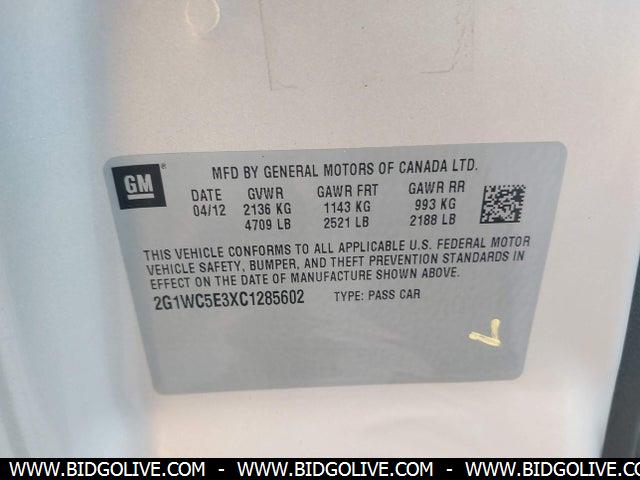 MFD BY GENERAL MOTORS OF CANADA LTD.
GM ®
DATE GVWR GAWR FRT GAWR RR
04/12 2136 KG 1143 KG 993 KG
4709 LB 2521 LB 2188 LB
THIS VEHICLE CONFORMS TO ALL APPLICABLE U.S. FEDERAL MOTOR
VEHICLE SAFETY, BUMPER, AND THEFT PREVENTION STANDARDS IN
EFFECT ON THE DATE OF MANUFACTURE SHOWN ABOVE.
2G1WC5E3XC1285602 TYPE: PASS CAR
WWW.BIDGOLIVE.COM - WWW.BIDGOLIVE.COM - WWW.BIDGOLIVE.COM